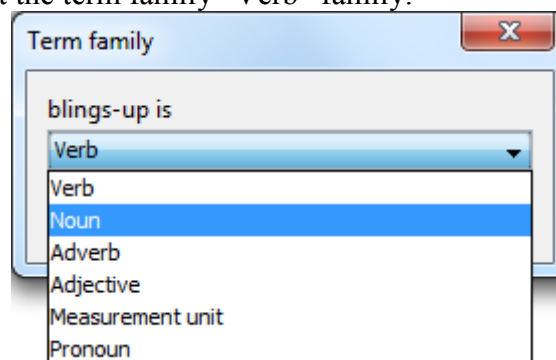 t the term family "Verb" family.
Term family
x
blings-up is
Verb
Verb
Noun
Adverb
Adjective
Measurement unit
Pronoun